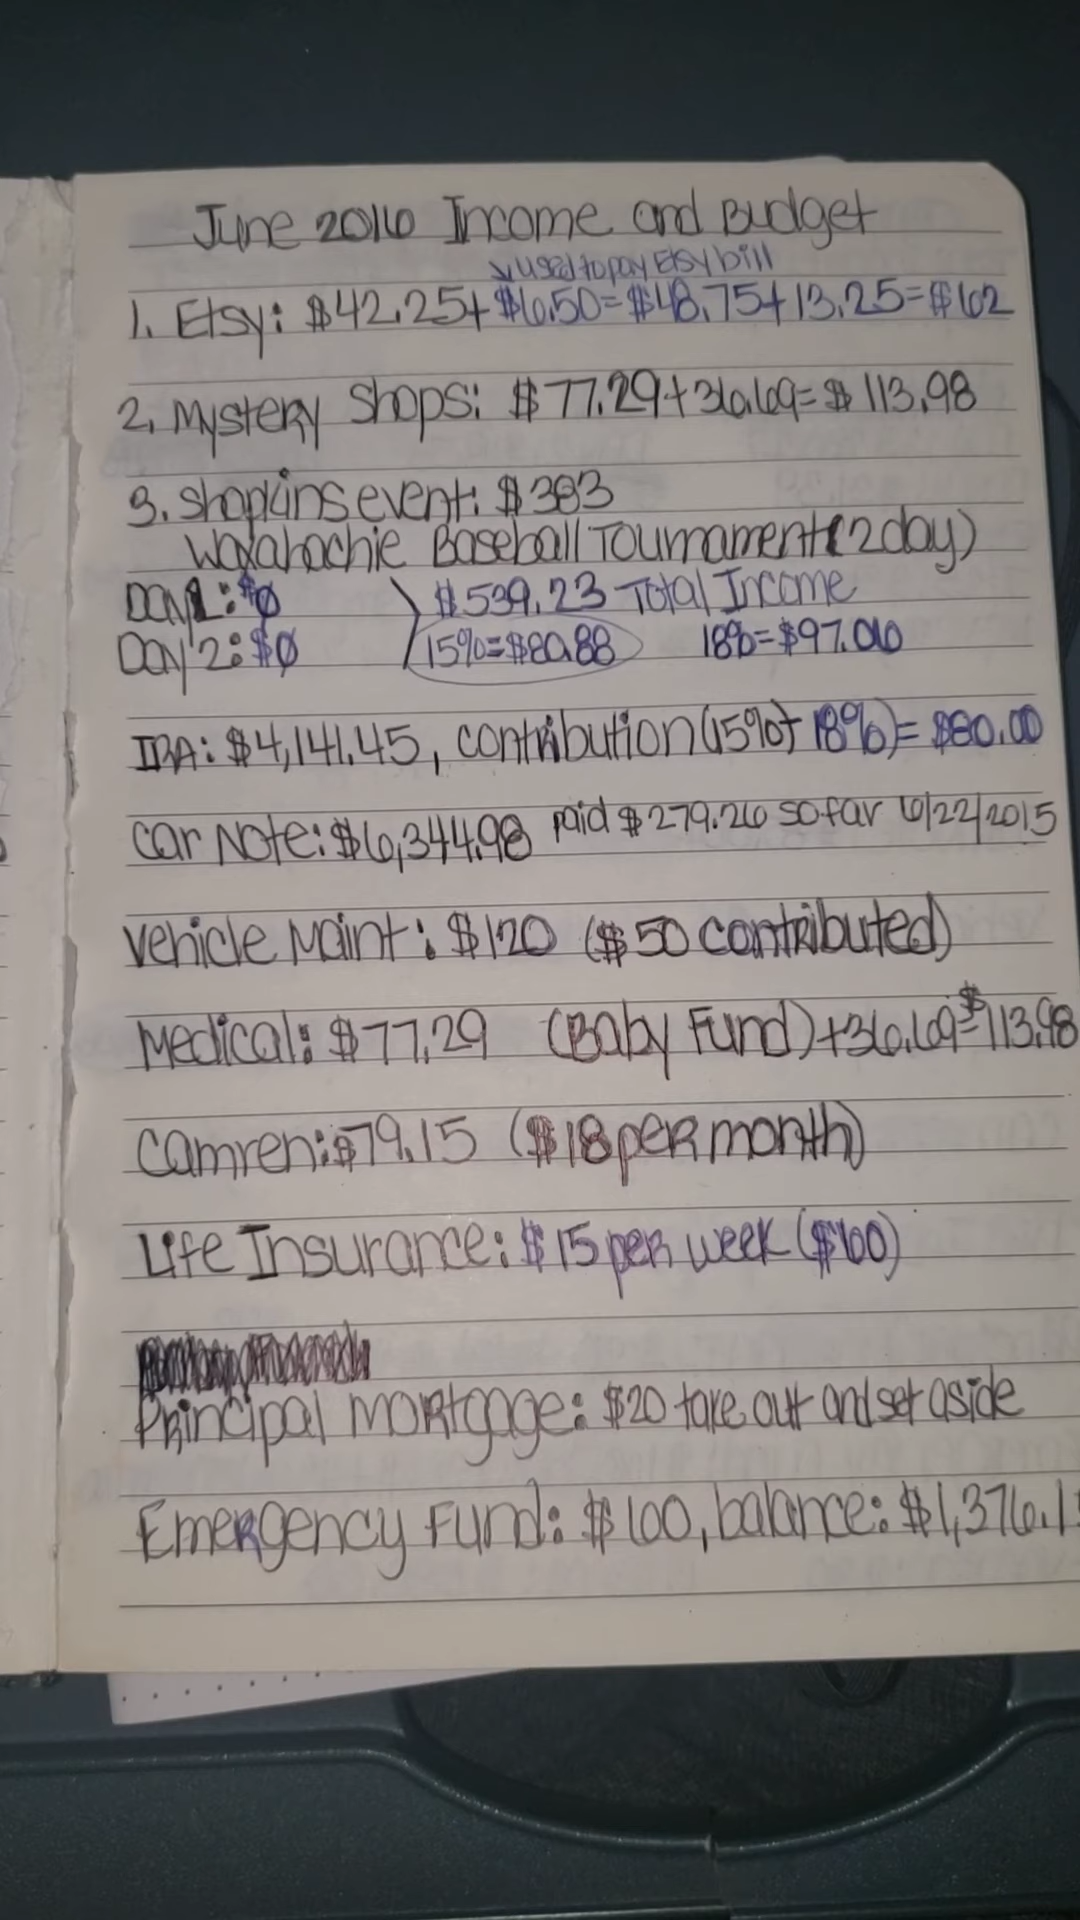 June 2016 Income and Budget
used to pay Etsy bill
1. Etsy: $42.25+ $6.50=$48.75+13.25=$62
2. Mystery Shops: $77.29+36.69=$ 113.98
3. Shopkins event: $383
Waxahachie Baseball Tournament (2 day)
Day 1: $0
$539.23 Total Income
Day 2: $0
15%=$80.88 18%=$97.06
IRA: $4,141.45, contribution (15% + 18%)= $80.00
Car Note: $6,344.98 paid $279.26 so far 6/22/2015
Vehicle Maint: $120 ($50 contributed)
Medical: $77.29 (Baby Fund) +36.69=$113.98
Camren: $79.15 ($18 per month)
Life Insurance: $15 per week ($60)
Principal Mortgage: $20 take out and set aside
Emergency Fund: $100, balance: $1,376.1